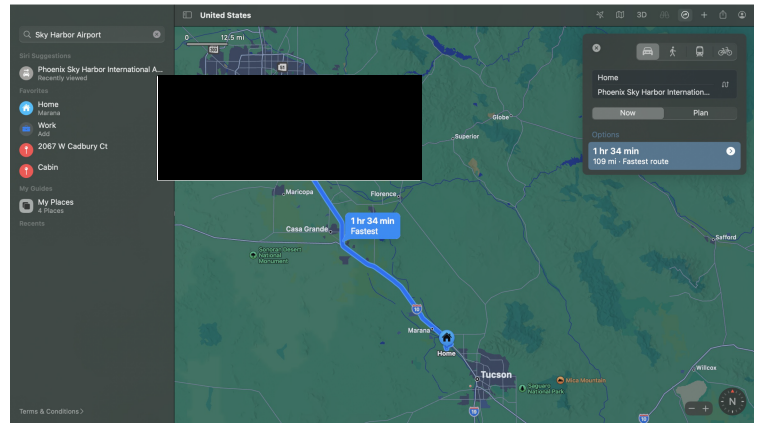 United States
3D
Sky Harbor Airport
Siri Suggestions
Phoenix Sky Harbor International A...
Recently viewed
Favorites
Home
Marana
Work
Add
2067 W Cadbury Ct
Cabin
My Guides
My Places
4 Places
Recents
Terms & Conditions >
0 12.5 mi
Globe
Superior
Maricopa
Florence
1 hr 34 min
Fastest
Casa Grande
Sonoran Desert
National
Monument
Safford
10
Marana
Home
Tucson
Mica Mountain
Saguaro
National Park
Willcox
19
10
N
Home
Phoenix Sky Harbor Internation...
Now Plan
Options
1 hr 34 min
109 mi · Fastest route